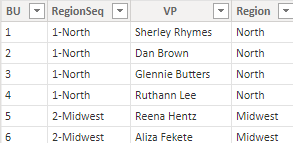 BU RegionSeq VP Region
1 1-North Sherley Rhymes North
2 1-North Dan Brown North
3 1-North Glennie Butters North
4 1-North Ruthann Lee North
5 2-Midwest Reena Hentz Midwest
6 2-Midwest Aliza Fekete Midwest